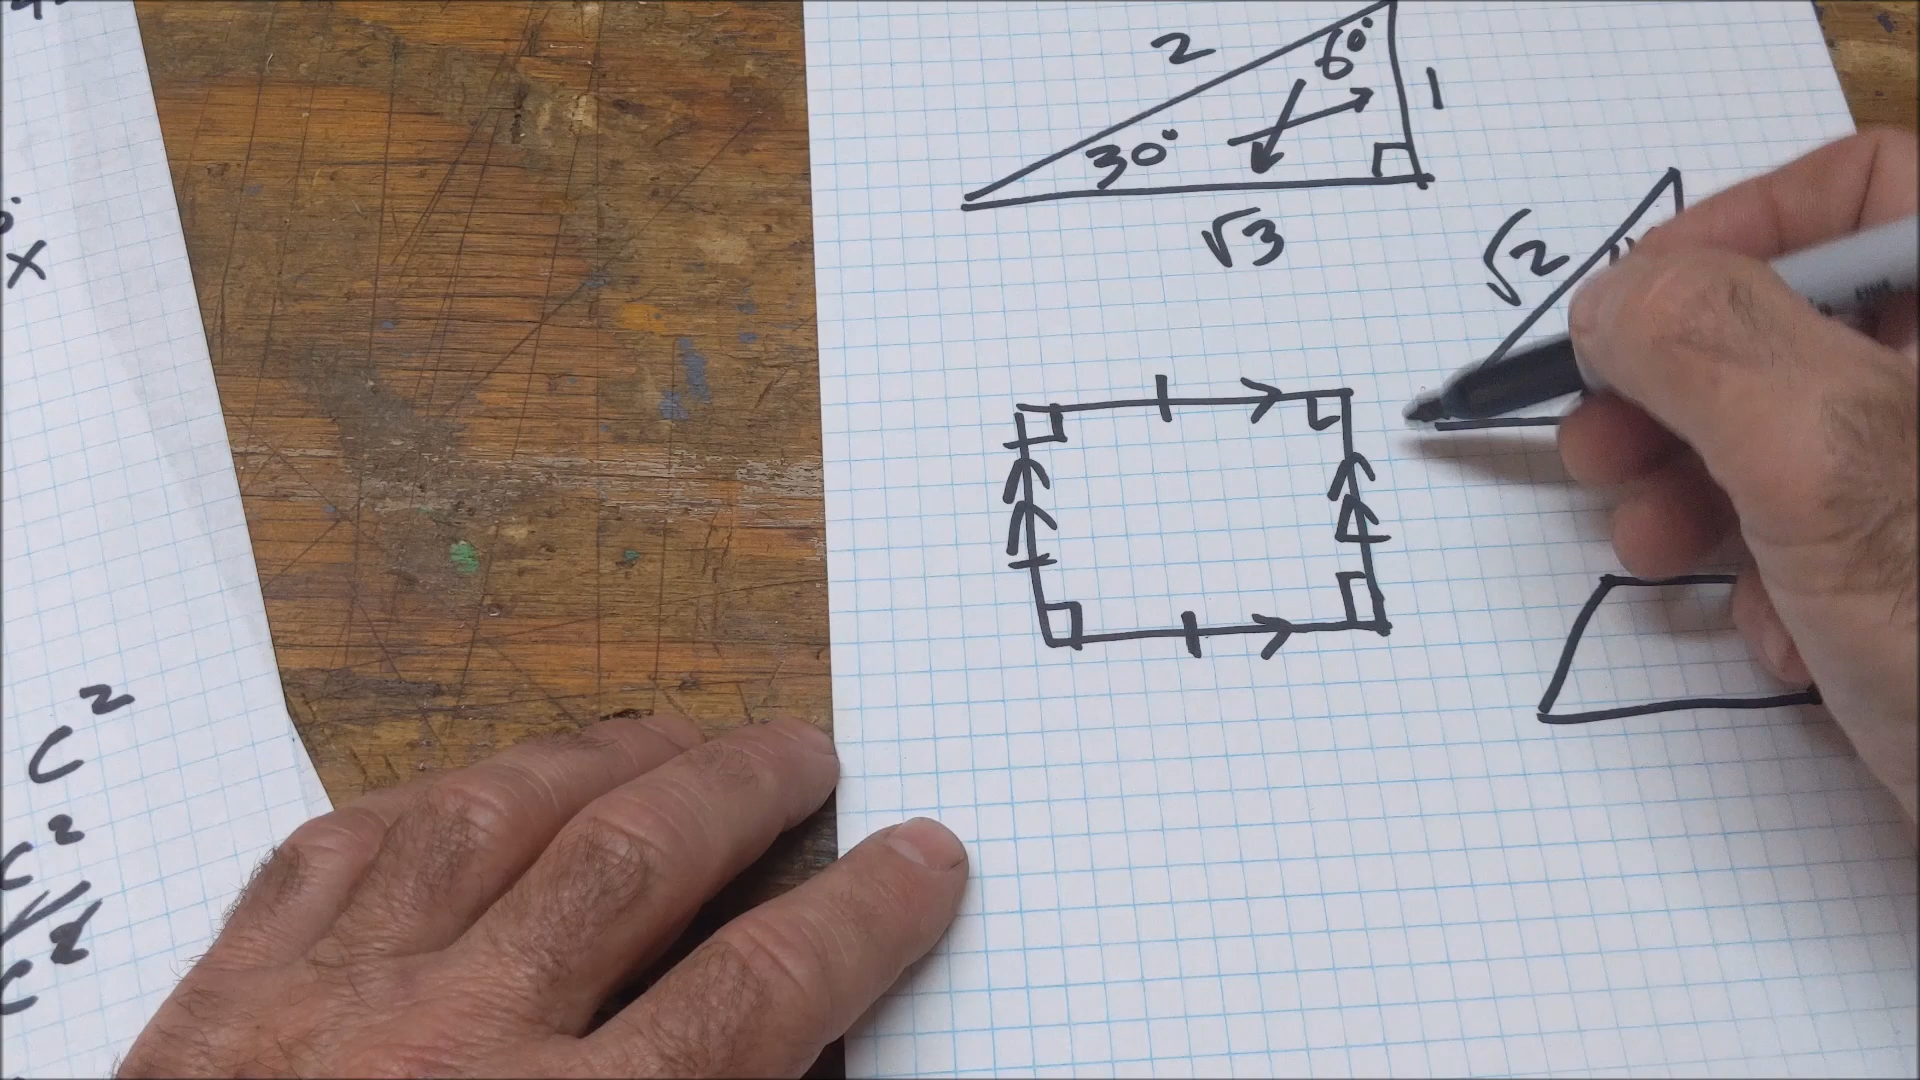 2
60°
1
30°
√3
√2
x
c²
c²
c²